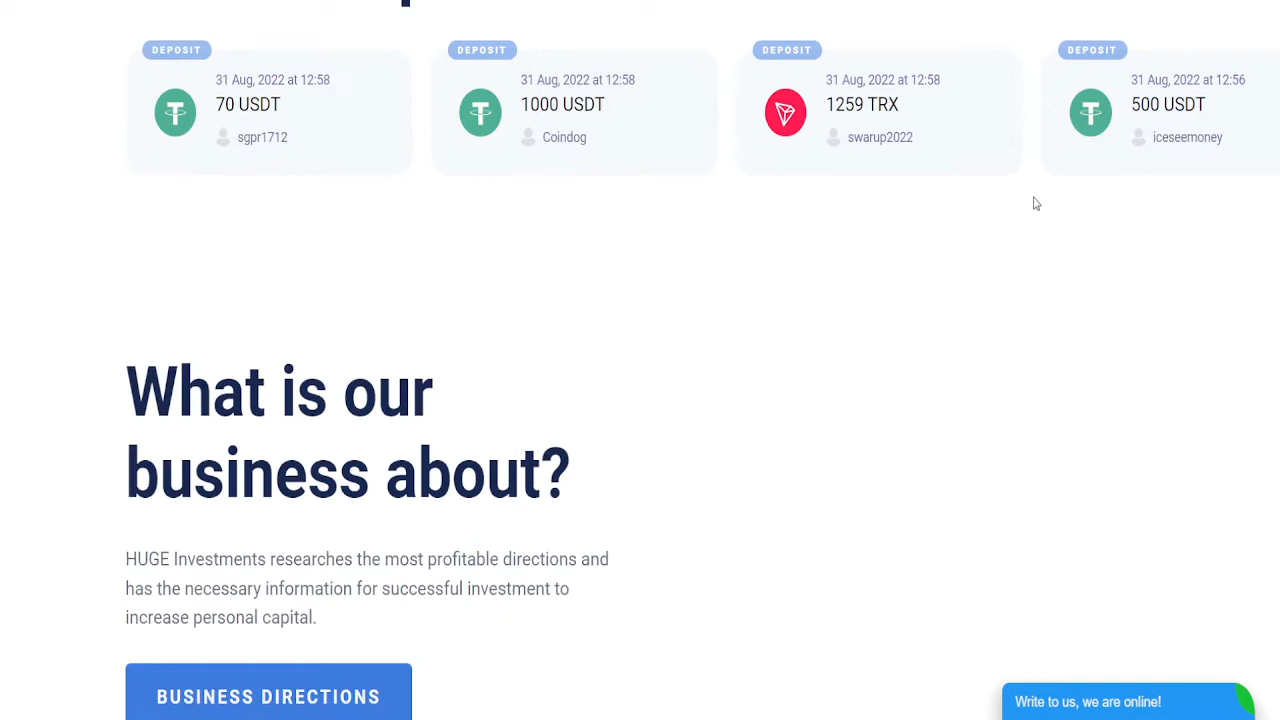 DEPOSIT
31 Aug, 2022 at 12:58
70 USDT
sgpr1712
DEPOSIT
31 Aug, 2022 at 12:58
1000 USDT
Coindog
DEPOSIT
31 Aug, 2022 at 12:58
1259 TRX
swarup2022
DEPOSIT
31 Aug, 2022 at 12:56
500 USDT
iceseemoney
What is our
business about?
HUGE Investments researches the most profitable directions and
has the necessary information for successful investment to
increase personal capital.
BUSINESS DIRECTIONS
Write to us, we are online!